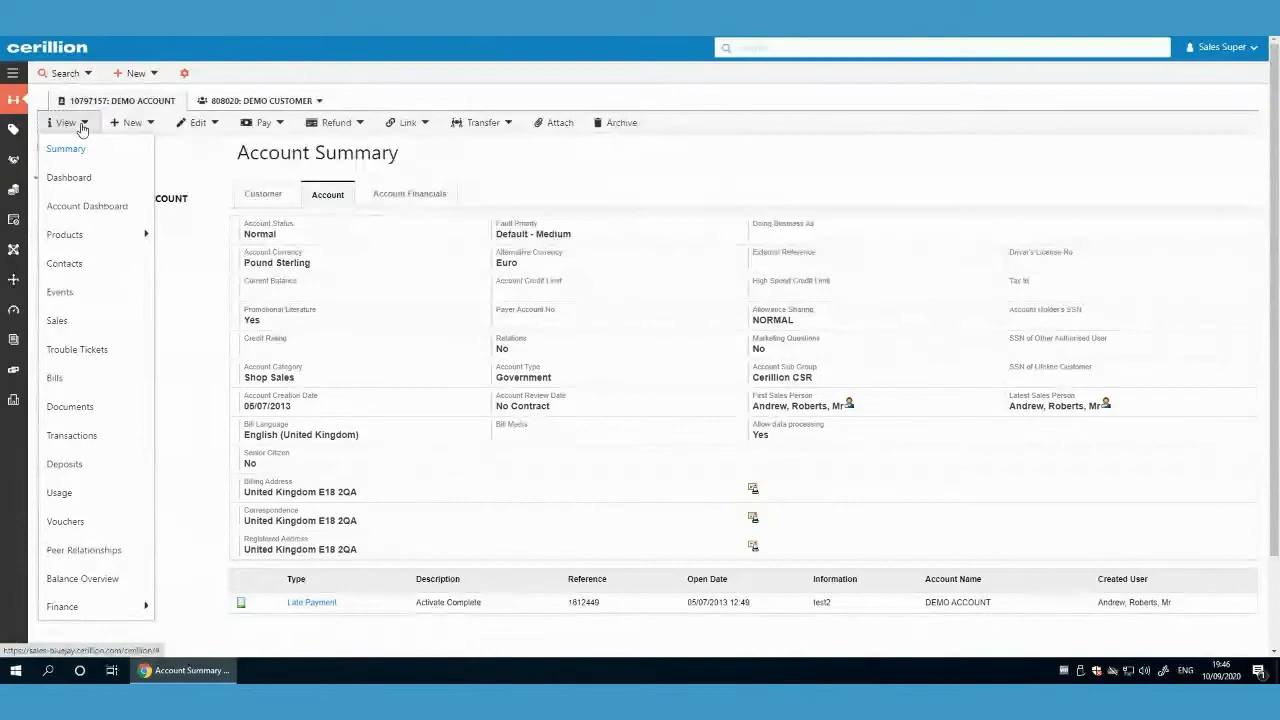 cerillion
Sales Super
Search
New
10797157: DEMO ACCOUNT
808020: DEMO CUSTOMER
View
New
Edit
Pay
Refund
Link
Transfer
Attach
Archive
Summary
Dashboard
Account Dashboard
Products
Contacts
Events
Sales
Trouble Tickets
Bills
Documents
Transactions
Deposits
Usage
Vouchers
Peer Relationships
Balance Overview
Finance
COUNT
Account Summary
Customer
Account
Account Financials
Account Status
Normal
Fault Priority
Default - Medium
Doing Business As
Account Currency
Pound Sterling
Alternative Currency
Euro
External Reference
Driver's License No
Current Balance
Account Credit Limit
High Spend Credit Limit
Tax Id
Promotional Literature
Yes
Payer Account No
Allowance Sharing
NORMAL
Account Holder's SSN
Credit Rating
Relations
No
Marketing Questions
No
SSN of Other Authorised User
Account Category
Shop Sales
Account Type
Government
Account Sub Group
Cerillion CSR
SSN of Lifeline Customer
Account Creation Date
05/07/2013
Account Review Date
No Contract
First Sales Person
Andrew, Roberts, Mr
Latest Sales Person
Andrew, Roberts, Mr
Bill Language
English (United Kingdom)
Bill Media
Allow data processing
Yes
Senior Citizen
No
Billing Address
United Kingdom E18 2QA
Correspondence
United Kingdom E18 2QA
Registered Address
United Kingdom E18 2QA
Type Description Reference Open Date Information Account Name Created User
Late Payment Activate Complete 1612449 05/07/2013 12:49 test2 DEMO ACCOUNT Andrew, Roberts, Mr
https://sales-bluejay.cerillion.com/cerillion/#
Account Summary ...
ENG
19:46
10/09/2020